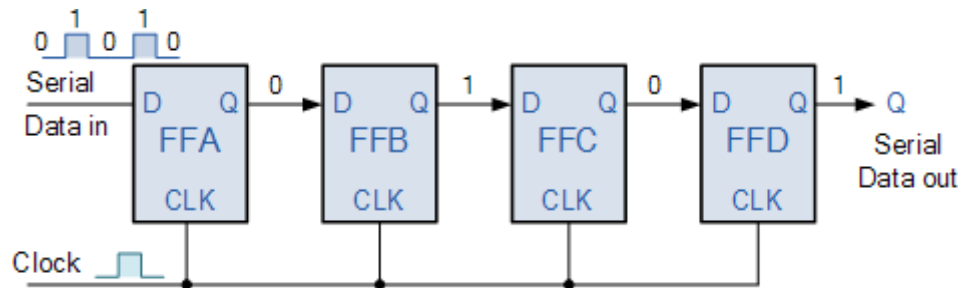 0 1 0 1 0
Serial
Data in
D Q
FFA
CLK
0
D Q
FFB
CLK
1
D Q
FFC
CLK
0
D Q
FFD
CLK
1
Q
Serial
Data out
Clock